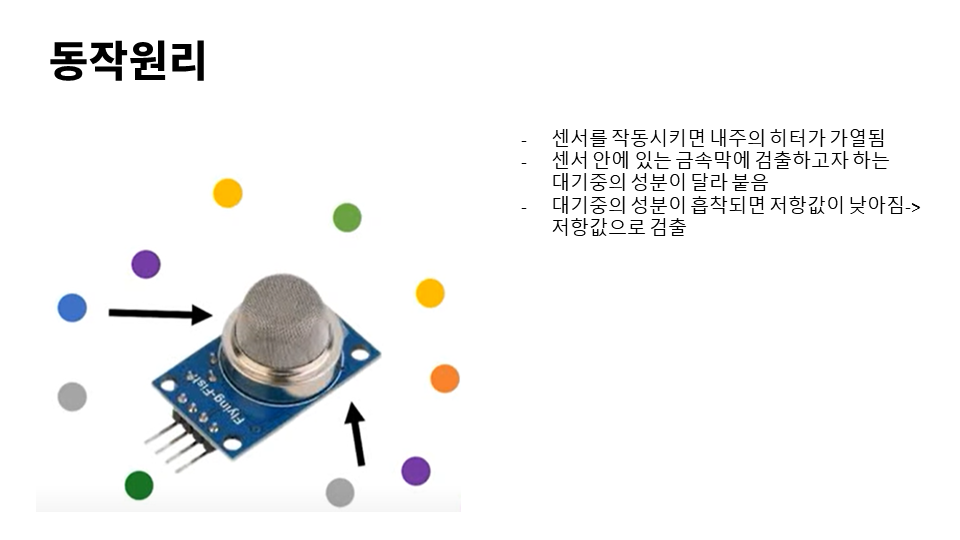 동작원리
- 센서를 작동시키면 내주의 히터가 가열됨
- 센서 안에 있는 금속막에 검출하고자 하는
대기중의 성분이 달라 붙음
- 대기중의 성분이 흡착되면 저항값이 낮아짐->
저항값으로 검출
Flying-Fish